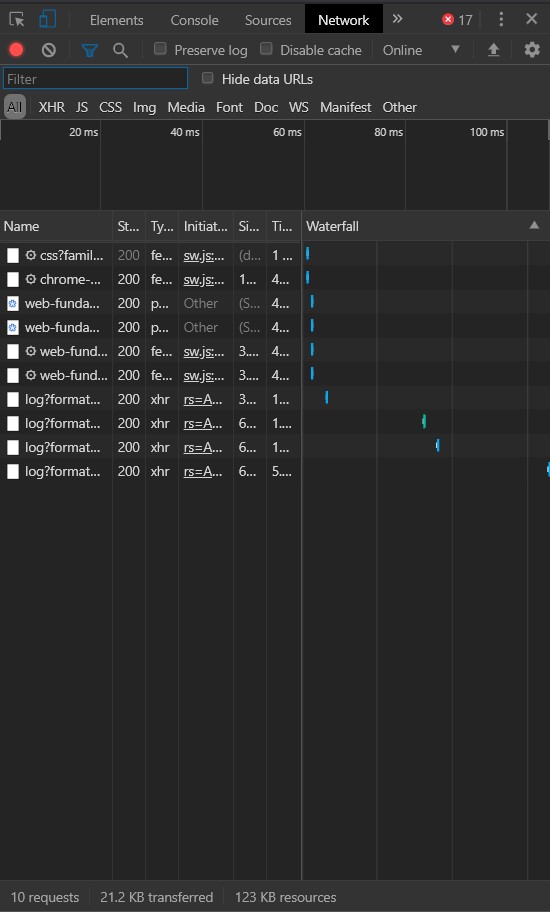 Elements Console Sources Network » 17
Preserve log Disable cache Online
Filter Hide data URLs
All XHR JS CSS Img Media Font Doc WS Manifest Other
20 ms 40 ms 60 ms 80 ms 100 ms
Name St... Ty... Initiat... Si... Ti... Waterfall
css?famil... 200 fe... sw.js:... (d... 1 ...
chrome-... 200 fe... sw.js:... 1... 4...
web-funda... 200 p... Other (S... 4...
web-funda... 200 p... Other (S... 4...
web-fund... 200 fe... sw.js:... 3.... 4...
web-fund... 200 fe... sw.js:... 3.... 4...
log?format... 200 xhr rs=A... 3... 1...
log?format... 200 xhr rs=A... 6... 1....
log?format... 200 xhr rs=A... 6... 1...
log?format... 200 xhr rs=A... 6... 5....
10 requests 21.2 KB transferred 123 KB resources